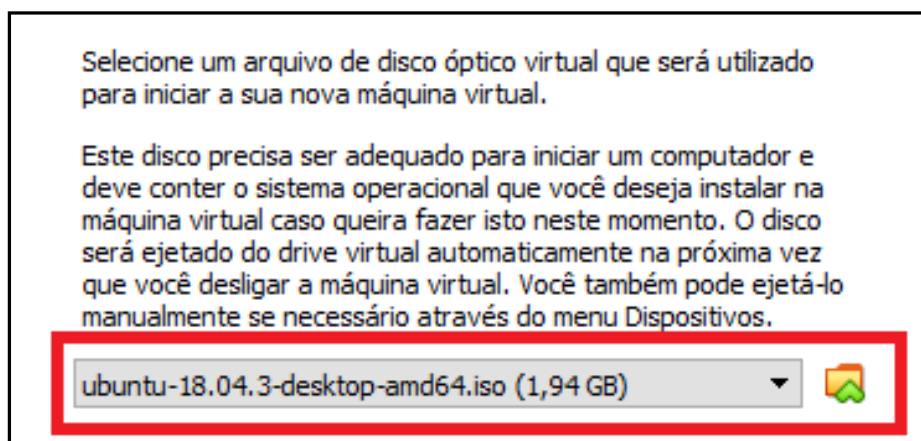 Selecione um arquivo de disco óptico virtual que será utilizado
para iniciar a sua nova máquina virtual.
Este disco precisa ser adequado para iniciar um computador e
deve conter o sistema operacional que você deseja instalar na
máquina virtual caso queira fazer isto neste momento. O disco
será ejetado do drive virtual automaticamente na próxima vez
que você desligar a máquina virtual. Você também pode ejetá-lo
manualmente se necessário através do menu Dispositivos.
ubuntu-18.04.3-desktop-amd64.iso (1,94 GB)